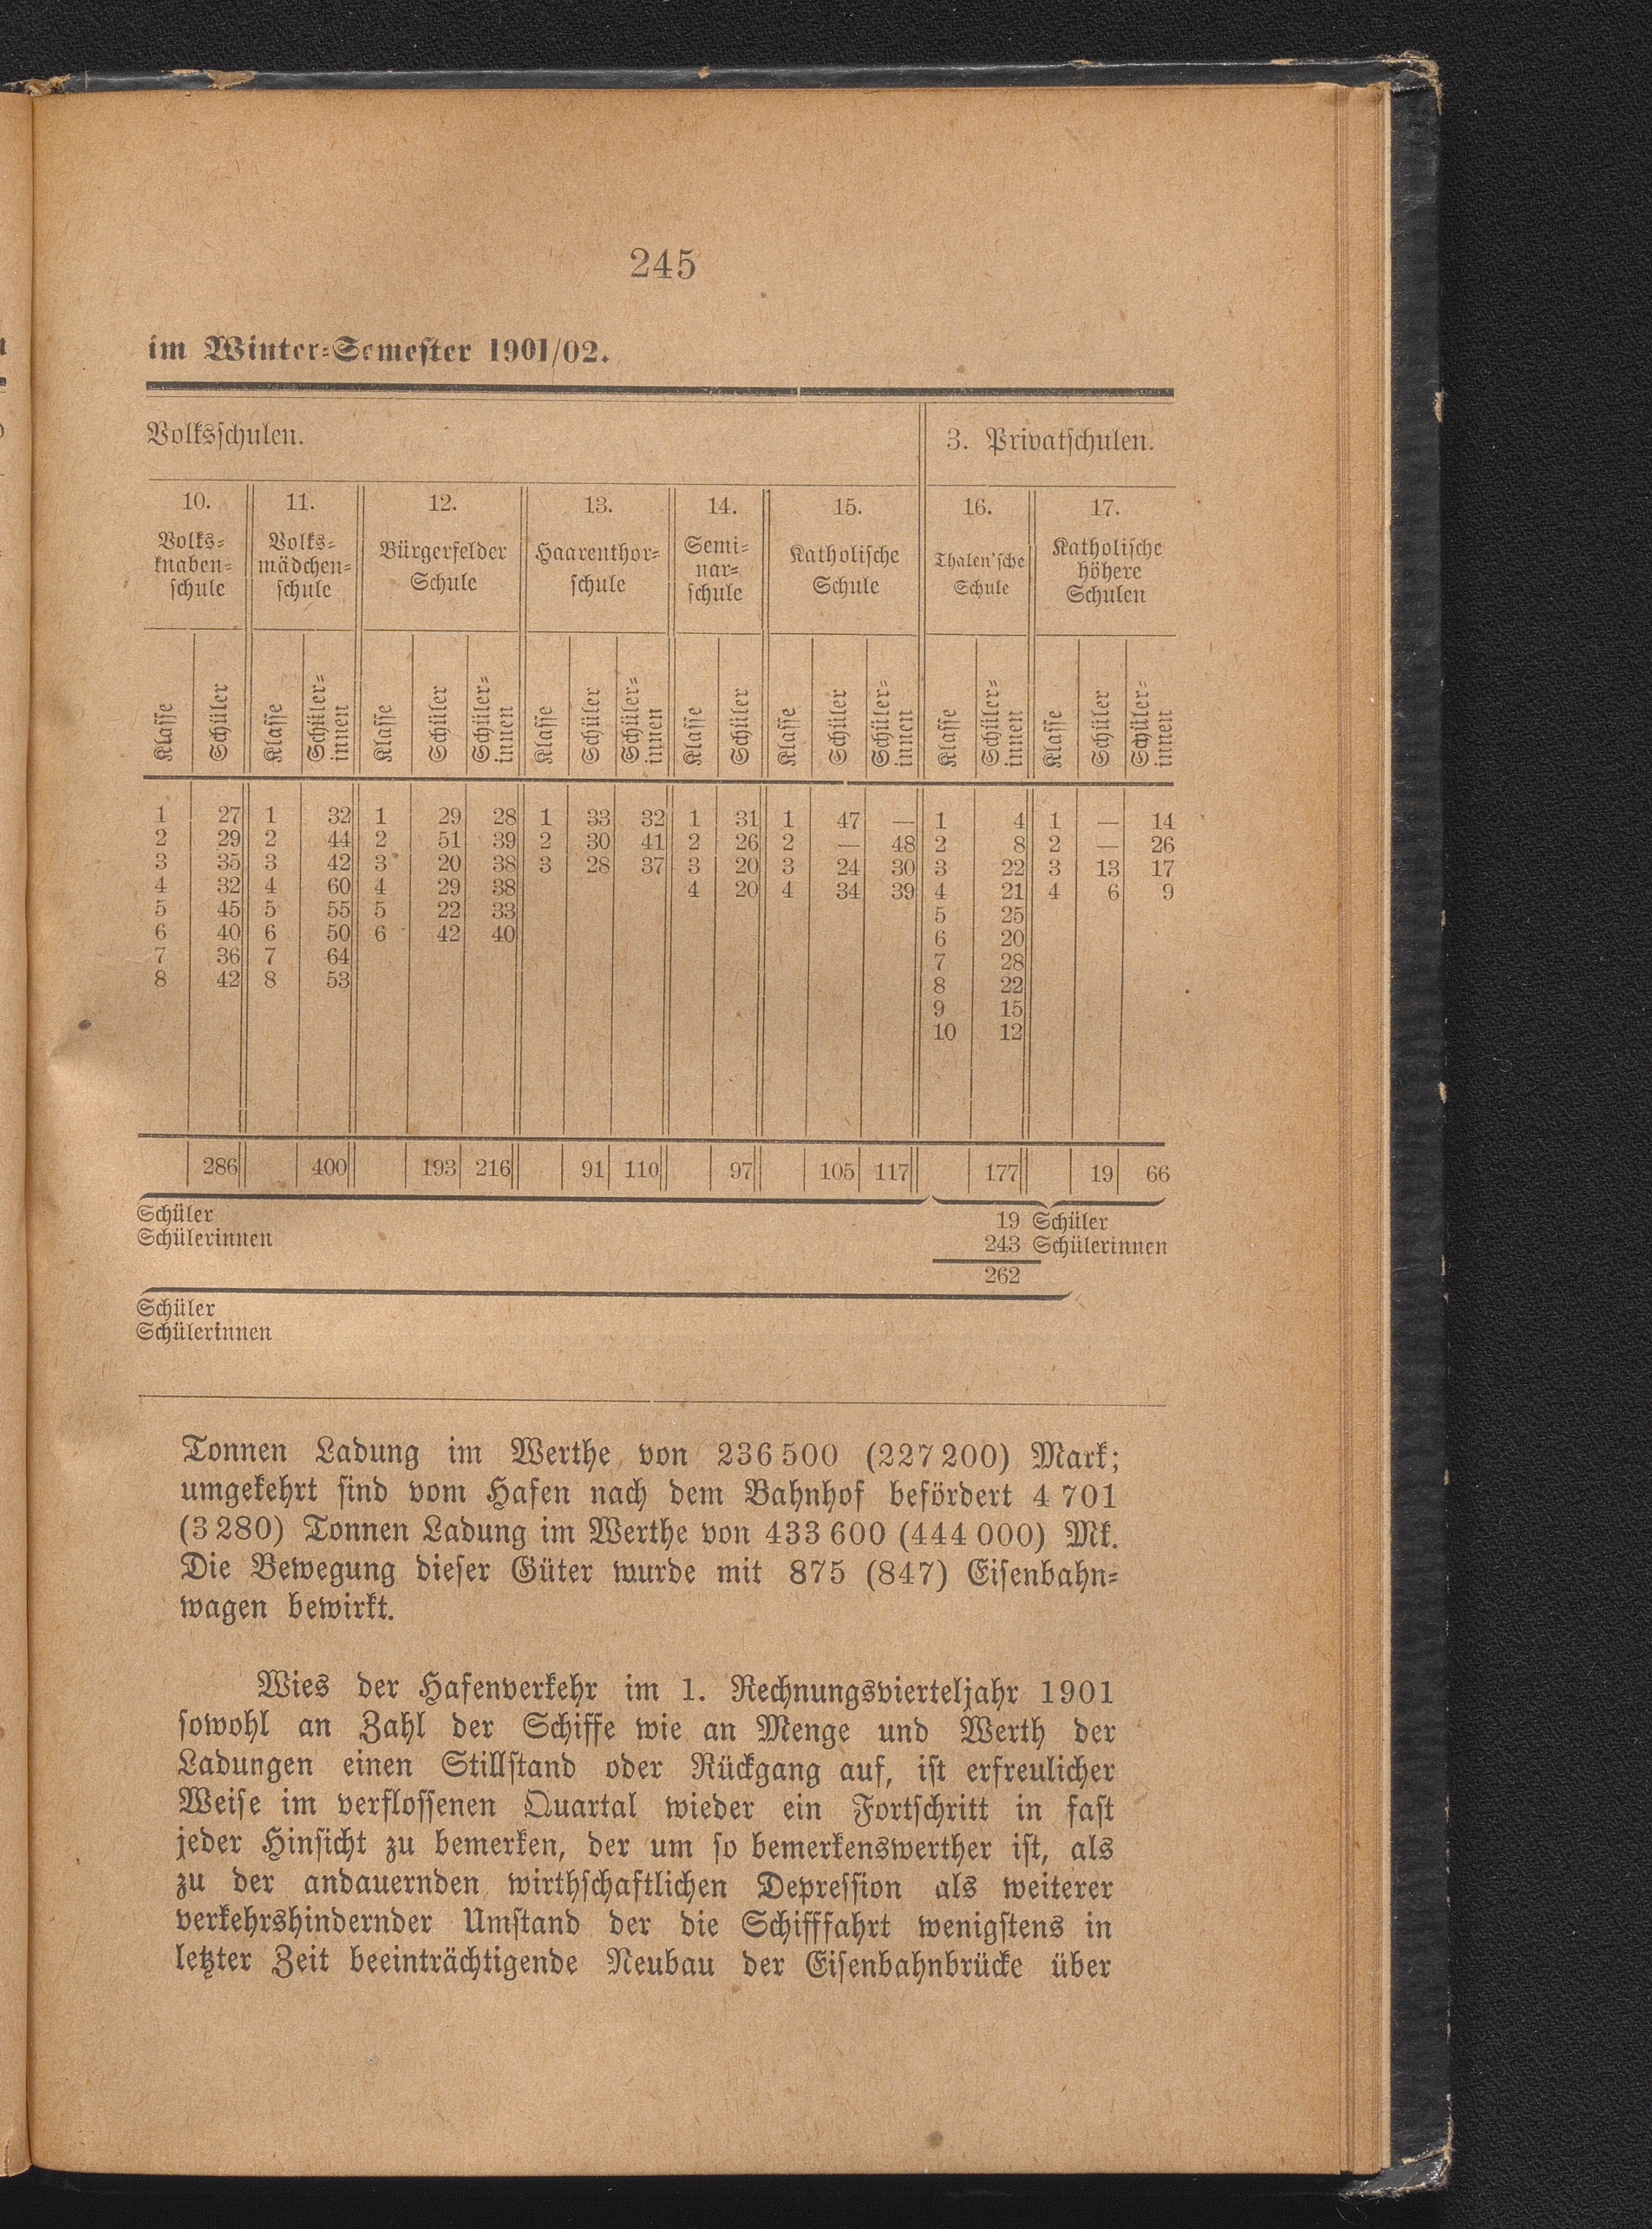 245
im Winter-Semester 1901/02.
Volksschulen. 3. Privatschulen.
10. 11. 12. 13. 14. 15. 16. 17.
Volks-
knaben-
schule
Volks-
mädchen-
schule
Bürgerfelder
Schule
Haarenthor-
schule
Semi-
nar-
schule
Katholische
Schule
Thalen'sche
Schule
Katholische
höhere
Schulen
Klasse Schüler Klasse Schüler-innen Klasse Schüler Schüler-innen Klasse Schüler Schüler-innen Klasse Schüler Klasse Schüler Schüler-innen Klasse Schüler-innen Klasse Schüler Schüler-innen
1 27 1 32 1 29 28 1 33 32 1 31 1 47 — 1 4 1 — 14
2 29 2 44 2 51 39 2 30 41 2 26 2 — 48 2 8 2 — 26
3 35 3 42 3 20 38 3 28 37 3 20 3 24 30 3 22 3 13 17
4 32 4 60 4 29 38 4 20 4 34 39 4 21 4 6 9
5 45 5 55 5 22 33 5 25
6 40 6 50 6 42 40 6 20
7 36 7 64 7 28
8 42 8 53 8 22
9 15
10 12
286 400 193 216 91 110 97 105 117 177 19 66
Schüler 19 Schüler
Schülerinnen 243 Schülerinnen
262
Schüler
Schülerinnen
Tonnen Ladung im Werthe von 236 500 (227 200) Mark;
umgekehrt sind vom Hafen nach dem Bahnhof befördert 4 701
(3 280) Tonnen Ladung im Werthe von 433 600 (444 000) Mk.
Die Bewegung dieser Güter wurde mit 875 (847) Eisenbahn-
wagen bewirkt.
Wies der Hafenverkehr im 1. Rechnungsvierteljahr 1901
sowohl an Zahl der Schiffe wie an Menge und Werth der
Ladungen einen Stillstand oder Rückgang auf, ist erfreulicher
Weise im verflossenen Quartal wieder ein Fortschritt in fast
jeder Hinsicht zu bemerken, der um so bemerkenswerther ist, als
zu der andauernden wirthschaftlichen Depression als weiterer
verkehrshindernder Umstand der die Schifffahrt wenigstens in
letzter Zeit beeinträchtigende Neubau der Eisenbahnbrücke über